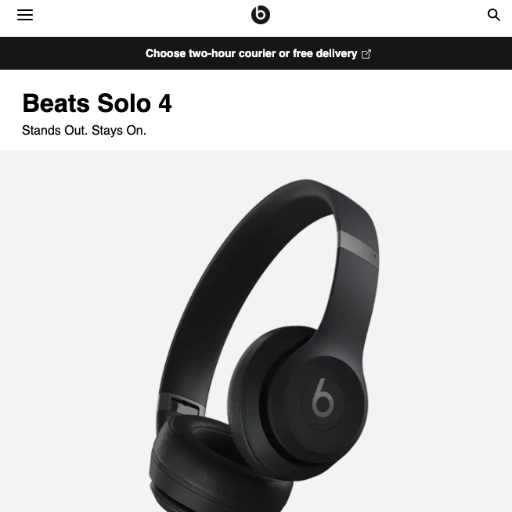 Choose two-hour courier or free delivery
Beats Solo 4
Stands Out. Stays On.